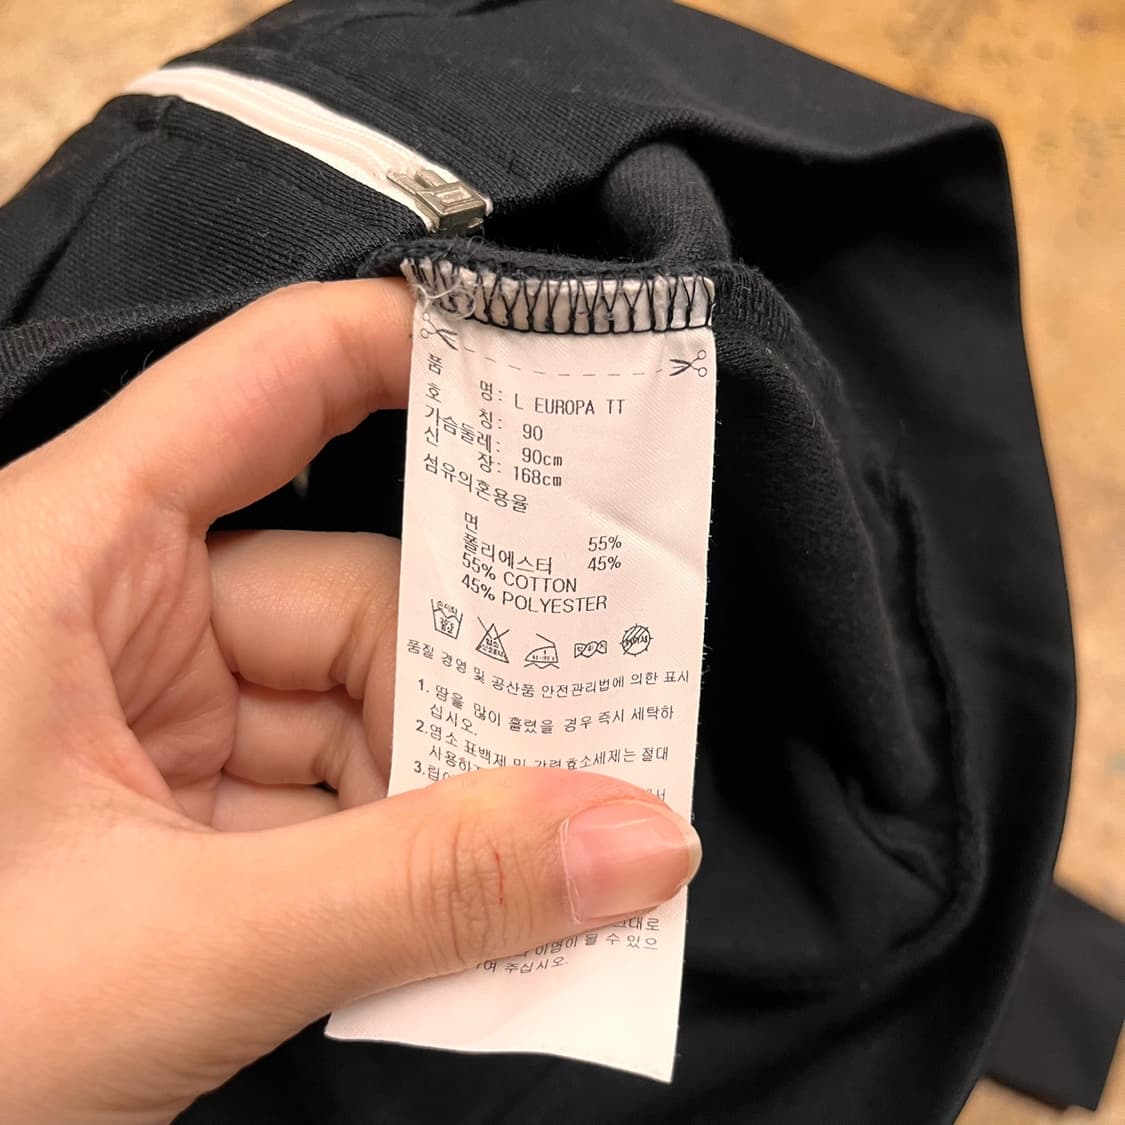 품 명: L EUROPA TT
호 칭: 90
가슴둘레: 90cm
신 장: 168cm
섬유의혼용율
면 55%
폴리에스터 45%
55% COTTON
45% POLYESTER
품질 경영 및 공산품 안전관리법에 의한 표시
1. 땀을 많이 흘렸을 경우 즉시 세탁하
십시오.
2.염소 표백제 및 강력효소세제는 절대
사용하지
3.립
그대로
이염이 될 수 있으
여 주십시오.